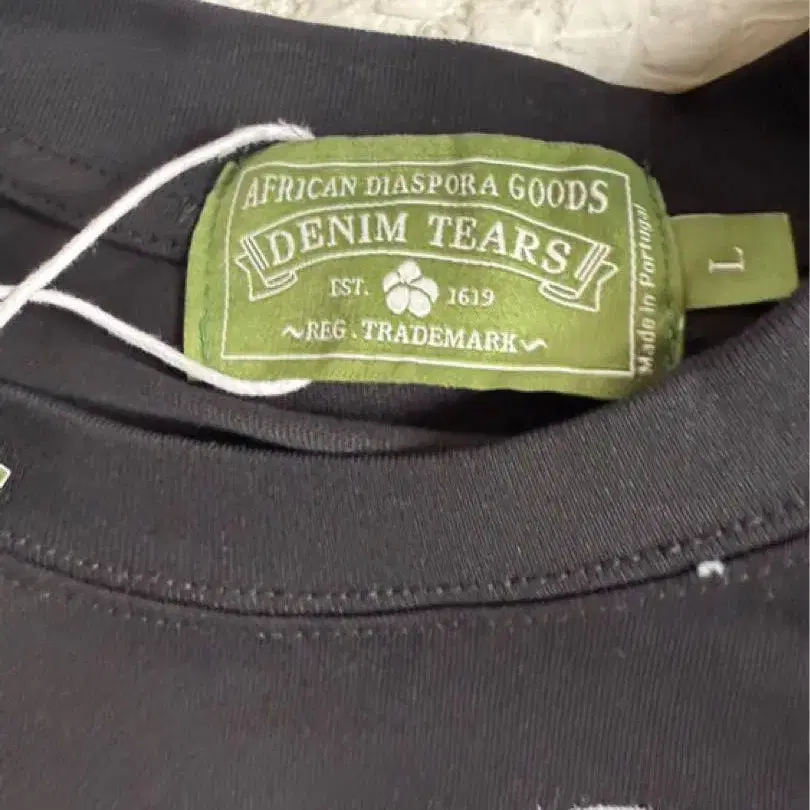 AFRICAN DIASPORA GOODS
DENIM TEARS
EST. 1619
~REG. TRADEMARK~
Made in Portugal
L